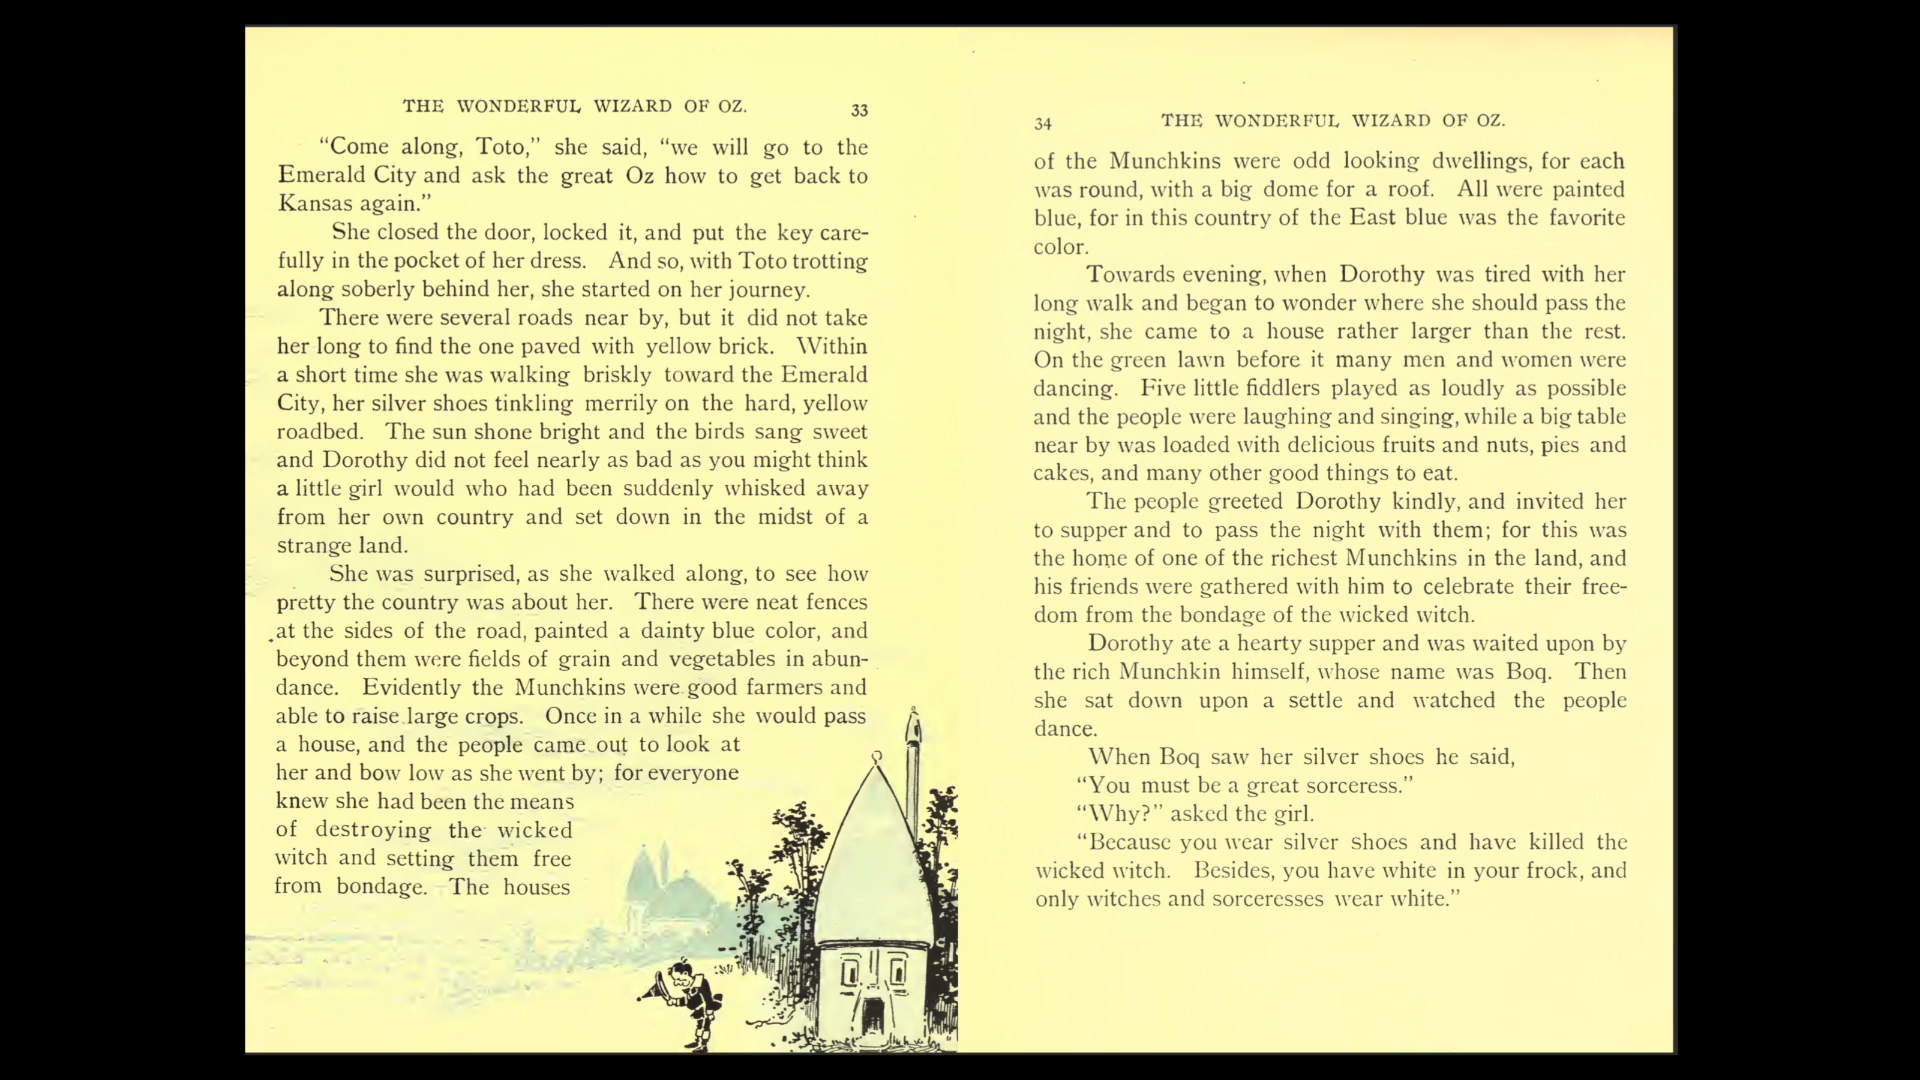 THE WONDERFUL WIZARD OF OZ. 33
“Come along, Toto,” she said, “we will go to the
Emerald City and ask the great Oz how to get back to
Kansas again.”
She closed the door, locked it, and put the key care-
fully in the pocket of her dress. And so, with Toto trotting
along soberly behind her, she started on her journey.
There were several roads near by, but it did not take
her long to find the one paved with yellow brick. Within
a short time she was walking briskly toward the Emerald
City, her silver shoes tinkling merrily on the hard, yellow
roadbed. The sun shone bright and the birds sang sweet
and Dorothy did not feel nearly as bad as you might think
a little girl would who had been suddenly whisked away
from her own country and set down in the midst of a
strange land.
She was surprised, as she walked along, to see how
pretty the country was about her. There were neat fences
at the sides of the road, painted a dainty blue color, and
beyond them were fields of grain and vegetables in abun-
dance. Evidently the Munchkins were good farmers and
able to raise large crops. Once in a while she would pass
a house, and the people came out to look at
her and bow low as she went by; for everyone
knew she had been the means
of destroying the wicked
witch and setting them free
from bondage. The houses
34 THE WONDERFUL WIZARD OF OZ.
of the Munchkins were odd looking dwellings, for each
was round, with a big dome for a roof. All were painted
blue, for in this country of the East blue was the favorite
color.
Towards evening, when Dorothy was tired with her
long walk and began to wonder where she should pass the
night, she came to a house rather larger than the rest.
On the green lawn before it many men and women were
dancing. Five little fiddlers played as loudly as possible
and the people were laughing and singing, while a big table
near by was loaded with delicious fruits and nuts, pies and
cakes, and many other good things to eat.
The people greeted Dorothy kindly, and invited her
to supper and to pass the night with them; for this was
the home of one of the richest Munchkins in the land, and
his friends were gathered with him to celebrate their free-
dom from the bondage of the wicked witch.
Dorothy ate a hearty supper and was waited upon by
the rich Munchkin himself, whose name was Boq. Then
she sat down upon a settle and watched the people
dance.
When Boq saw her silver shoes he said,
“You must be a great sorceress.”
“Why?” asked the girl.
“Because you wear silver shoes and have killed the
wicked witch. Besides, you have white in your frock, and
only witches and sorceresses wear white.”